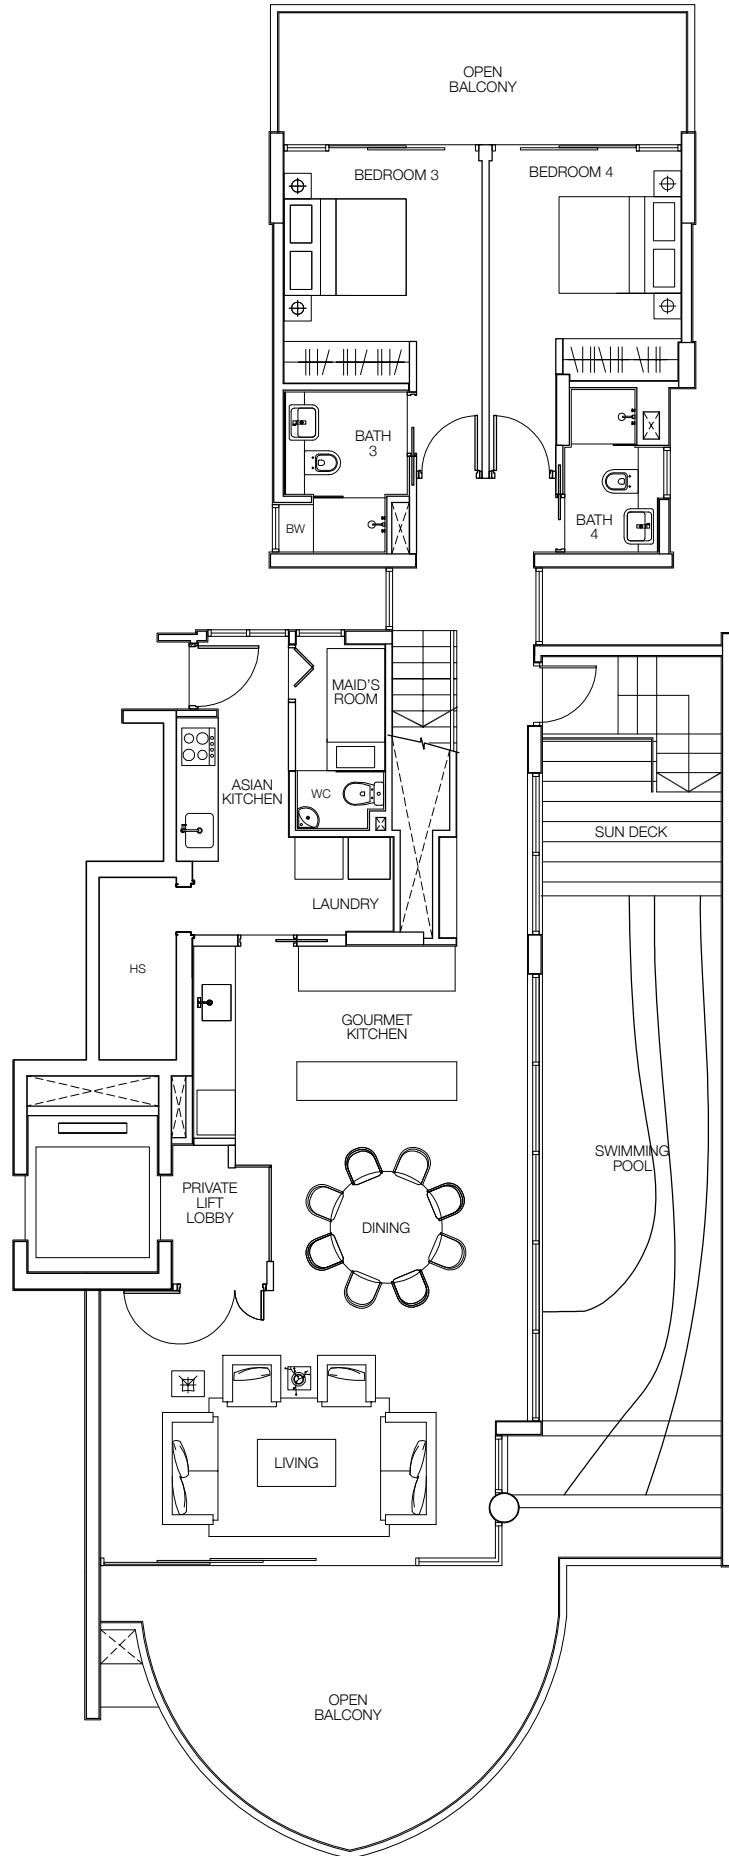 OPEN
BALCONY
BEDROOM 3
BEDROOM 4
BATH
3
BW
BATH
4
MAID'S
ROOM
ASIAN
KITCHEN
WC
SUN DECK
LAUNDRY
HS
GOURMET
KITCHEN
SWIMMING
POOL
PRIVATE
LIFT
LOBBY
DINING
LIVING
OPEN
BALCONY